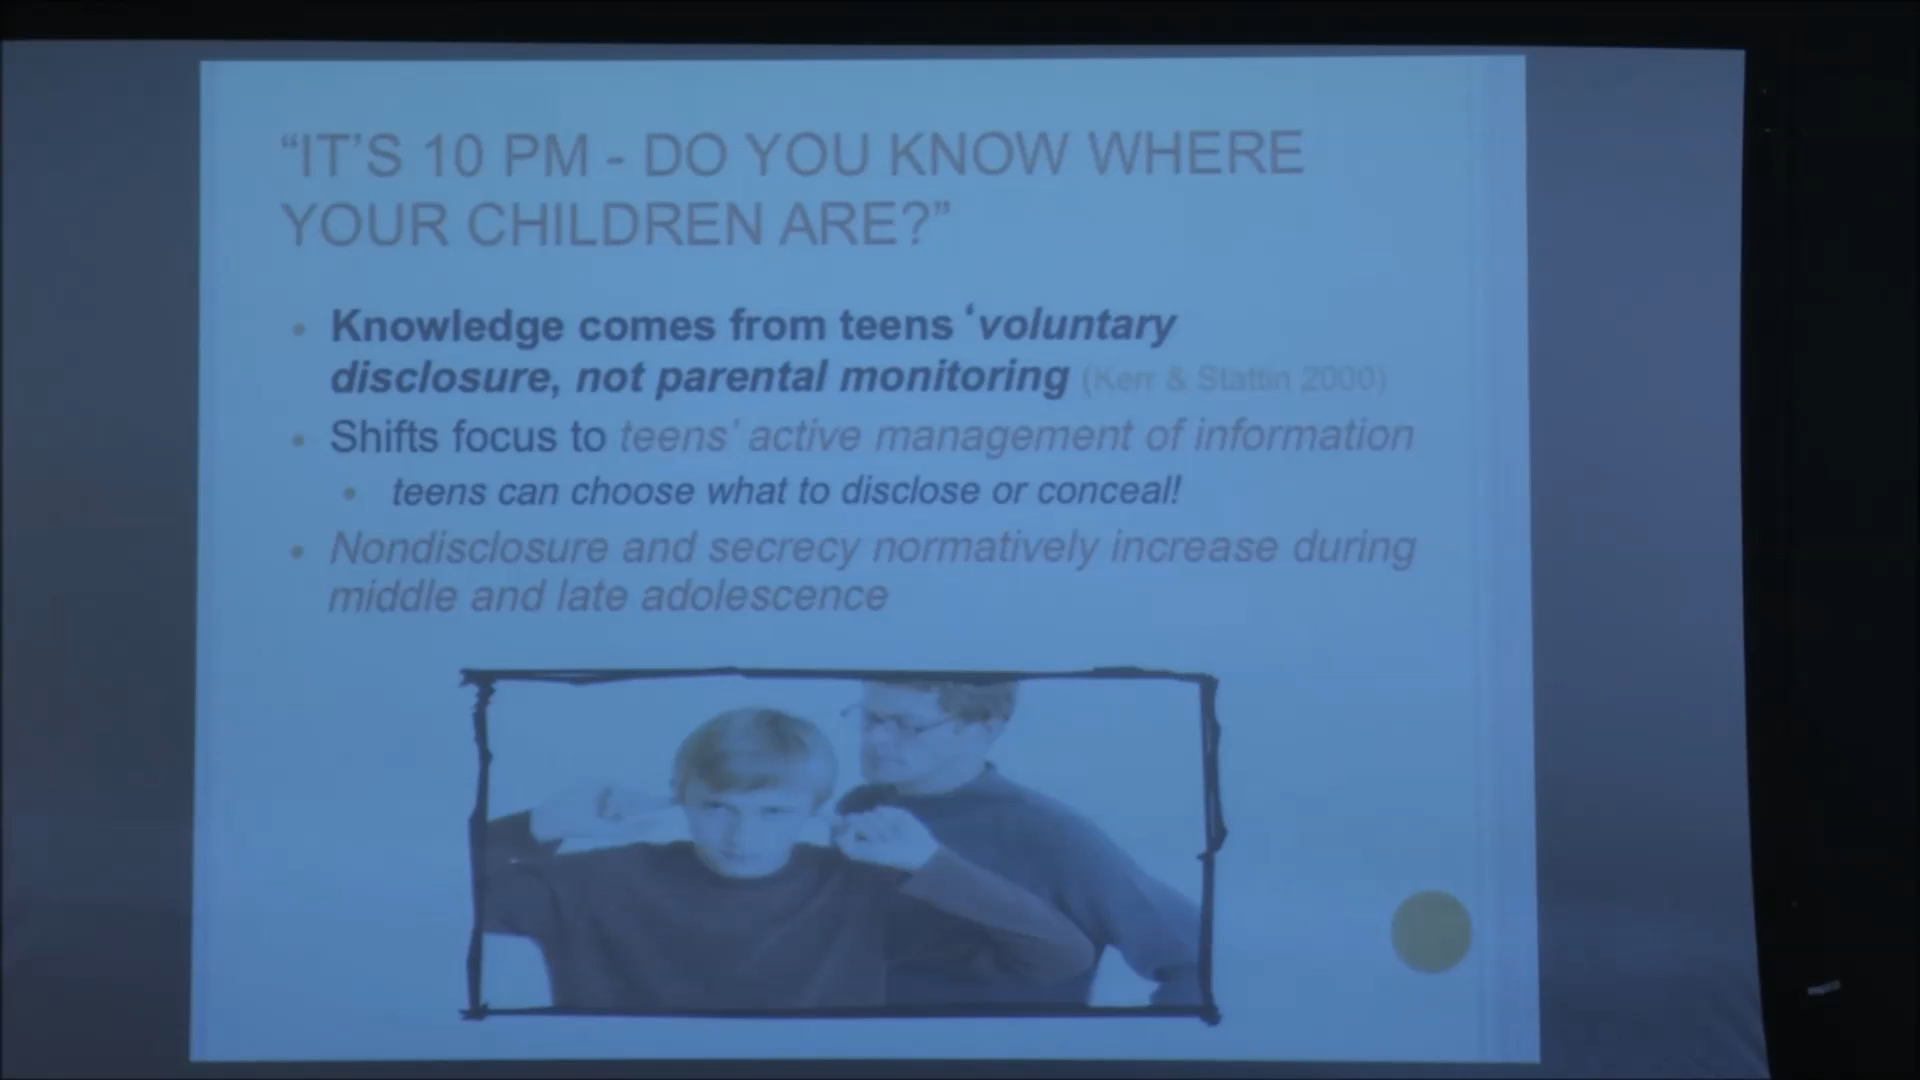 “IT’S 10 PM - DO YOU KNOW WHERE
YOUR CHILDREN ARE?”
• Knowledge comes from teens ‘voluntary
disclosure, not parental monitoring (Kerr & Stattin 2000)
• Shifts focus to teens’ active management of information
• teens can choose what to disclose or conceal!
• Nondisclosure and secrecy normatively increase during
middle and late adolescence